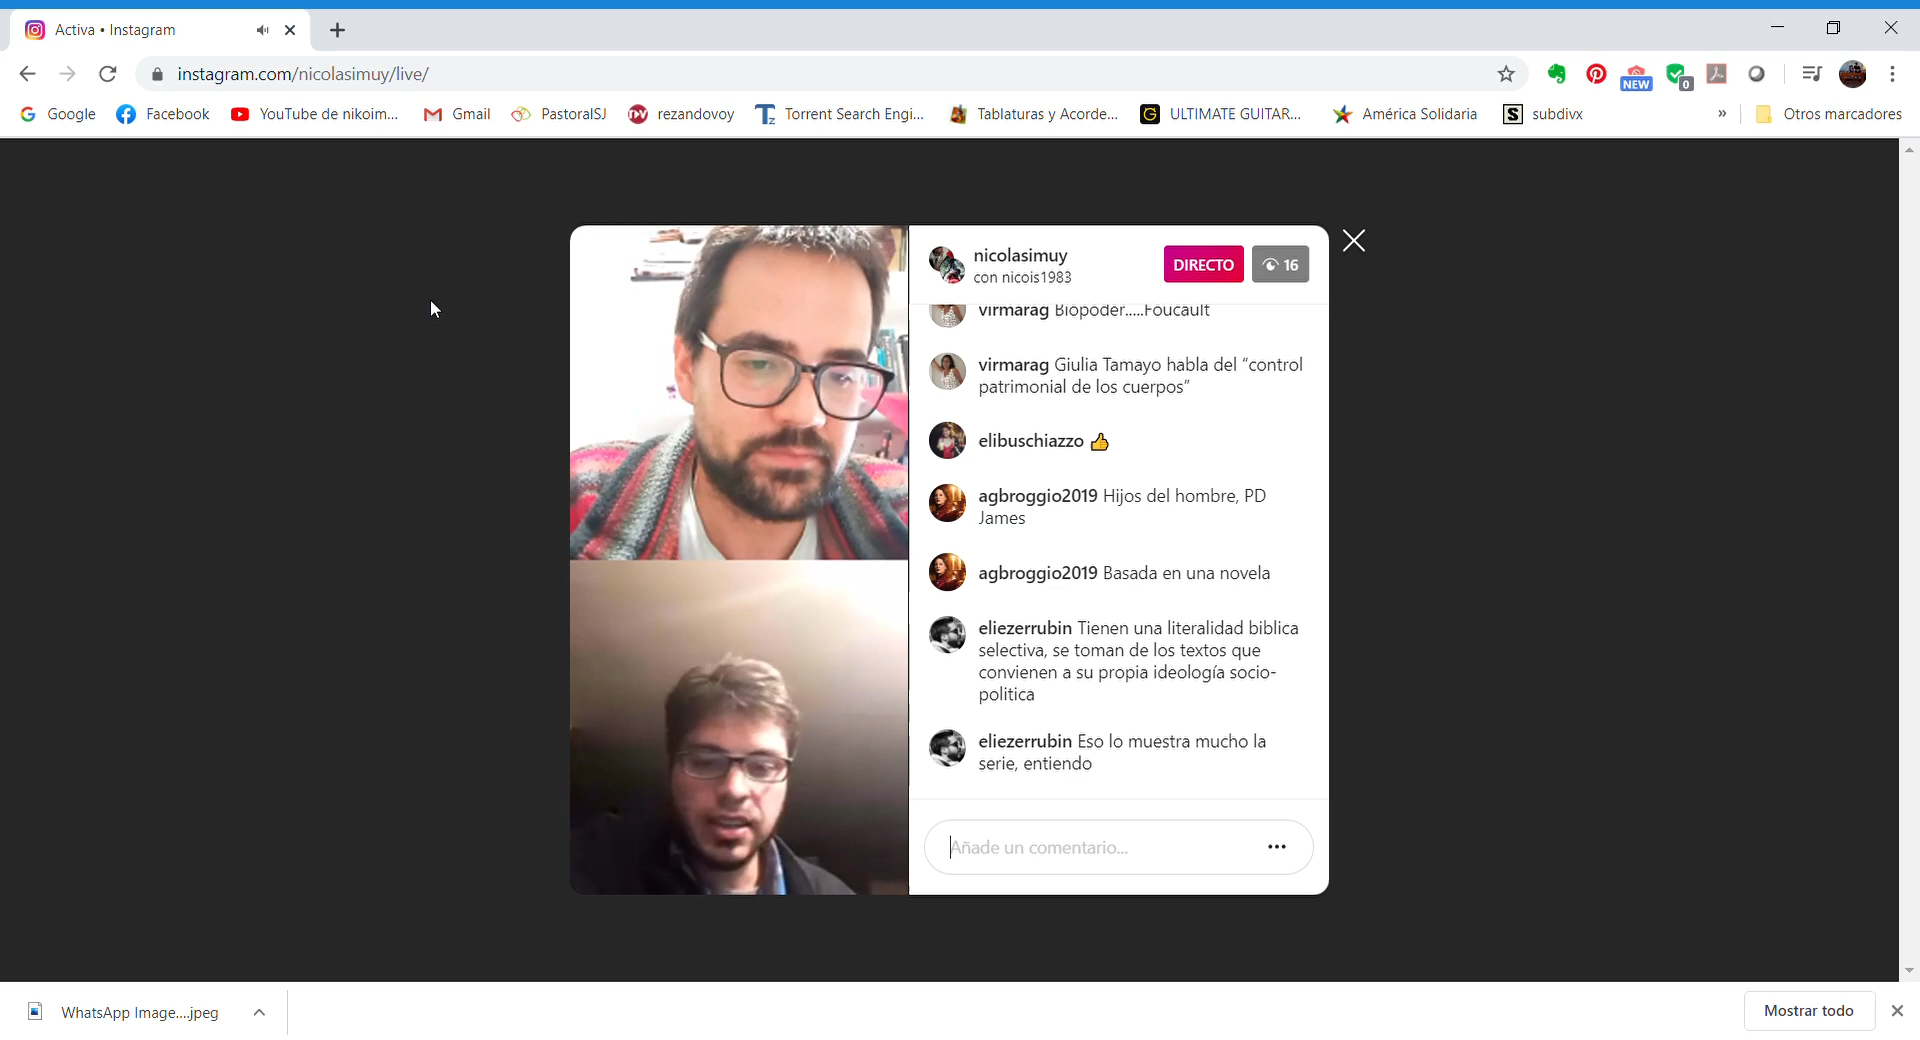 Activa • Instagram
instagram.com/nicolasimuy/live/
NEW
0
Google
Facebook
YouTube de nikoim...
Gmail
PastoralSJ
rezandovoy
Torrent Search Engi...
Tablaturas y Acorde...
ULTIMATE GUITAR...
América Solidaria
subdivx
»
Otros marcadores
nicolasimuy
con nicois1983
DIRECTO
16
virmarag Biopoder.....Foucault
virmarag Giulia Tamayo habla del “control
patrimonial de los cuerpos”
elibuschiazzo 👍
agbroggio2019 Hijos del hombre, PD
James
agbroggio2019 Basada en una novela
eliezerrubin Tienen una literalidad biblica
selectiva, se toman de los textos que
convienen a su propia ideología socio-
politica
eliezerrubin Eso lo muestra mucho la
serie, entiendo
Añade un comentario...
WhatsApp Image....jpeg
Mostrar todo